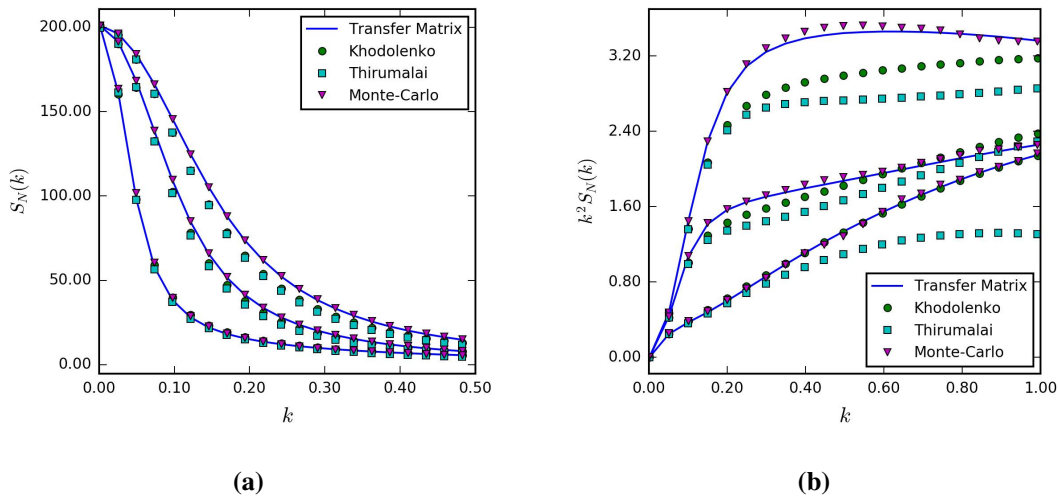 200.00
150.00
100.00
50.00
0.00
S_N(k)
0.00 0.10 0.20 0.30 0.40 0.50
k
Transfer Matrix
Khodolenko
Thirumalai
Monte-Carlo
(a)
3.20
2.40
1.60
0.80
0.00
k²S_N(k)
0.00 0.20 0.40 0.60 0.80 1.00
k
Transfer Matrix
Khodolenko
Thirumalai
Monte-Carlo
(b)